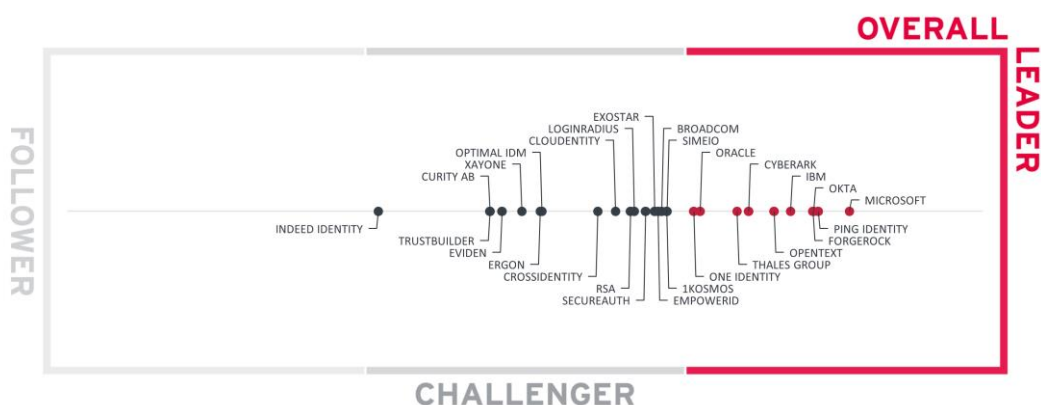 OVERALL
LEADER
FOLLOWER
CHALLENGER
EXOSTAR
BROADCOM
LOGINRADIUS
SIMEIO
CLOUDENTITY
ORACLE
OPTIMAL IDM
XAYONE
CYBERARK
CURITY AB
IBM
OKTA
MICROSOFT
INDEED IDENTITY
PING IDENTITY
TRUSTBUILDER
FORGEROCK
EVIDEN
OPENTEXT
ERGON
THALES GROUP
CROSSIDENTITY
ONE IDENTITY
RSA
1KOSMOS
SECUREAUTH
EMPOWERID